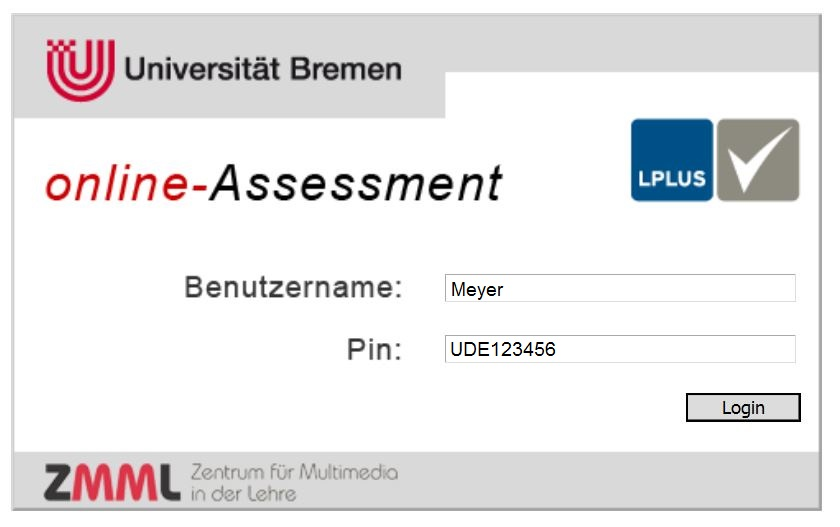 Universität Bremen
online-Assessment
LPLUS
Benutzername: Meyer
Pin: UDE123456
Login
ZMML Zentrum für Multimedia
in der Lehre